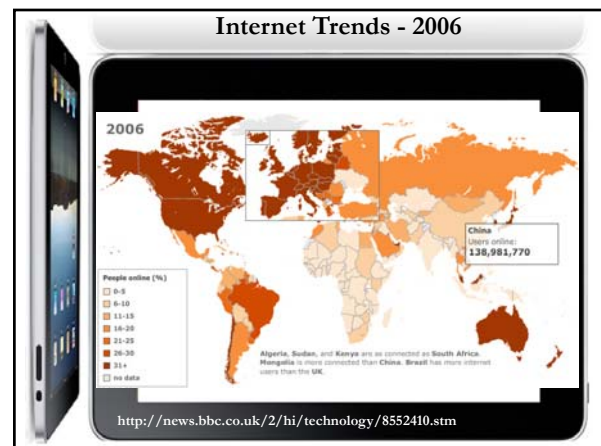 Internet Trends - 2006
2006
China
Users online:
138,981,770
People online (%)
0-5
6-10
11-15
16-20
21-25
26-30
31+
no data
Algeria, Sudan, and Kenya are as connected as South Africa.
Mongolia is more connected than China. Brazil has more internet
users than the UK.
http://news.bbc.co.uk/2/hi/technology/8552410.stm